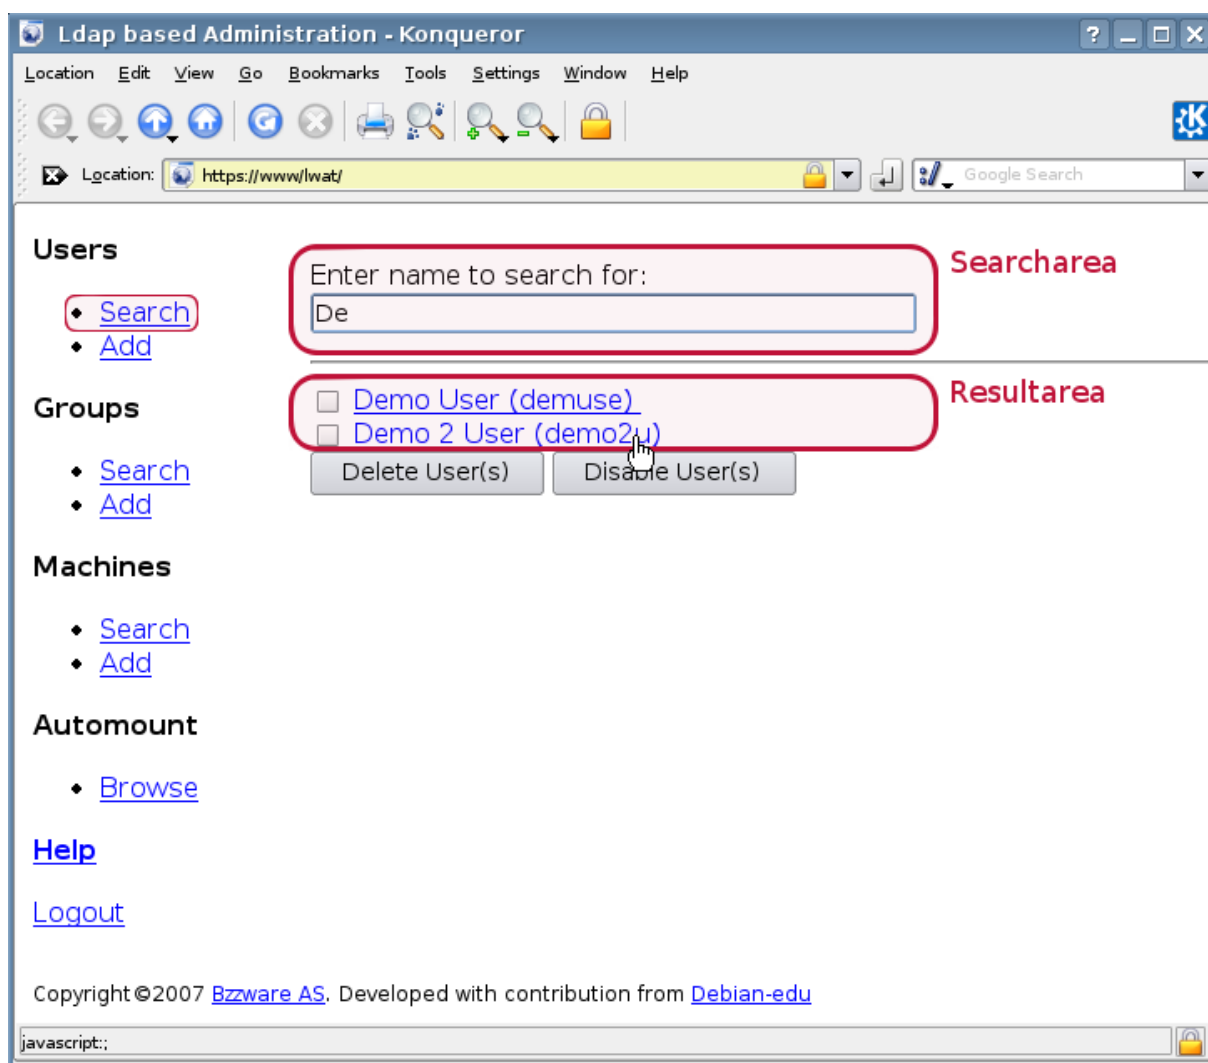 Ldap based Administration - Konqueror
Location Edit View Go Bookmarks Tools Settings Window Help
Location: https://www/lwat/ Google Search
Users
Search
Add
Groups
Search
Add
Machines
Search
Add
Automount
Browse
Help
Logout
Enter name to search for:
De
Searcharea
Demo User (demuse)
Demo 2 User (demo2u)
Resultarea
Delete User(s) Disable User(s)
Copyright©2007 Bzzware AS. Developed with contribution from Debian-edu
javascript:;